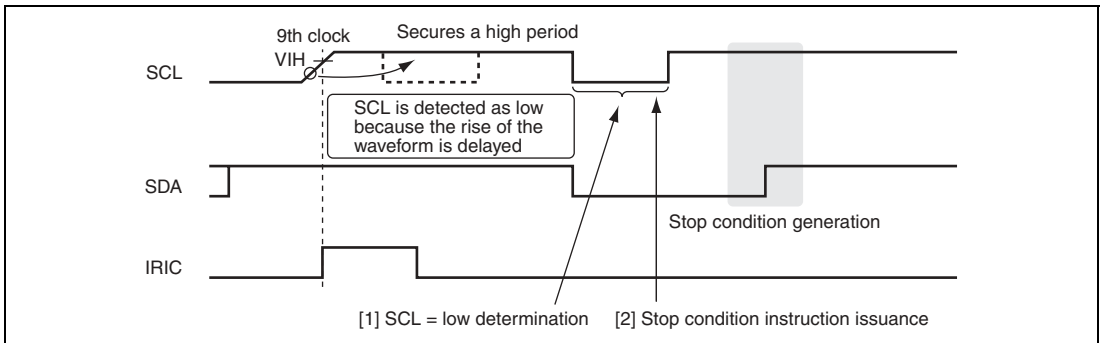 9th clock
Secures a high period
VIH
SCL
SCL is detected as low
because the rise of the
waveform is delayed
SDA
Stop condition generation
IRIC
[1] SCL = low determination
[2] Stop condition instruction issuance